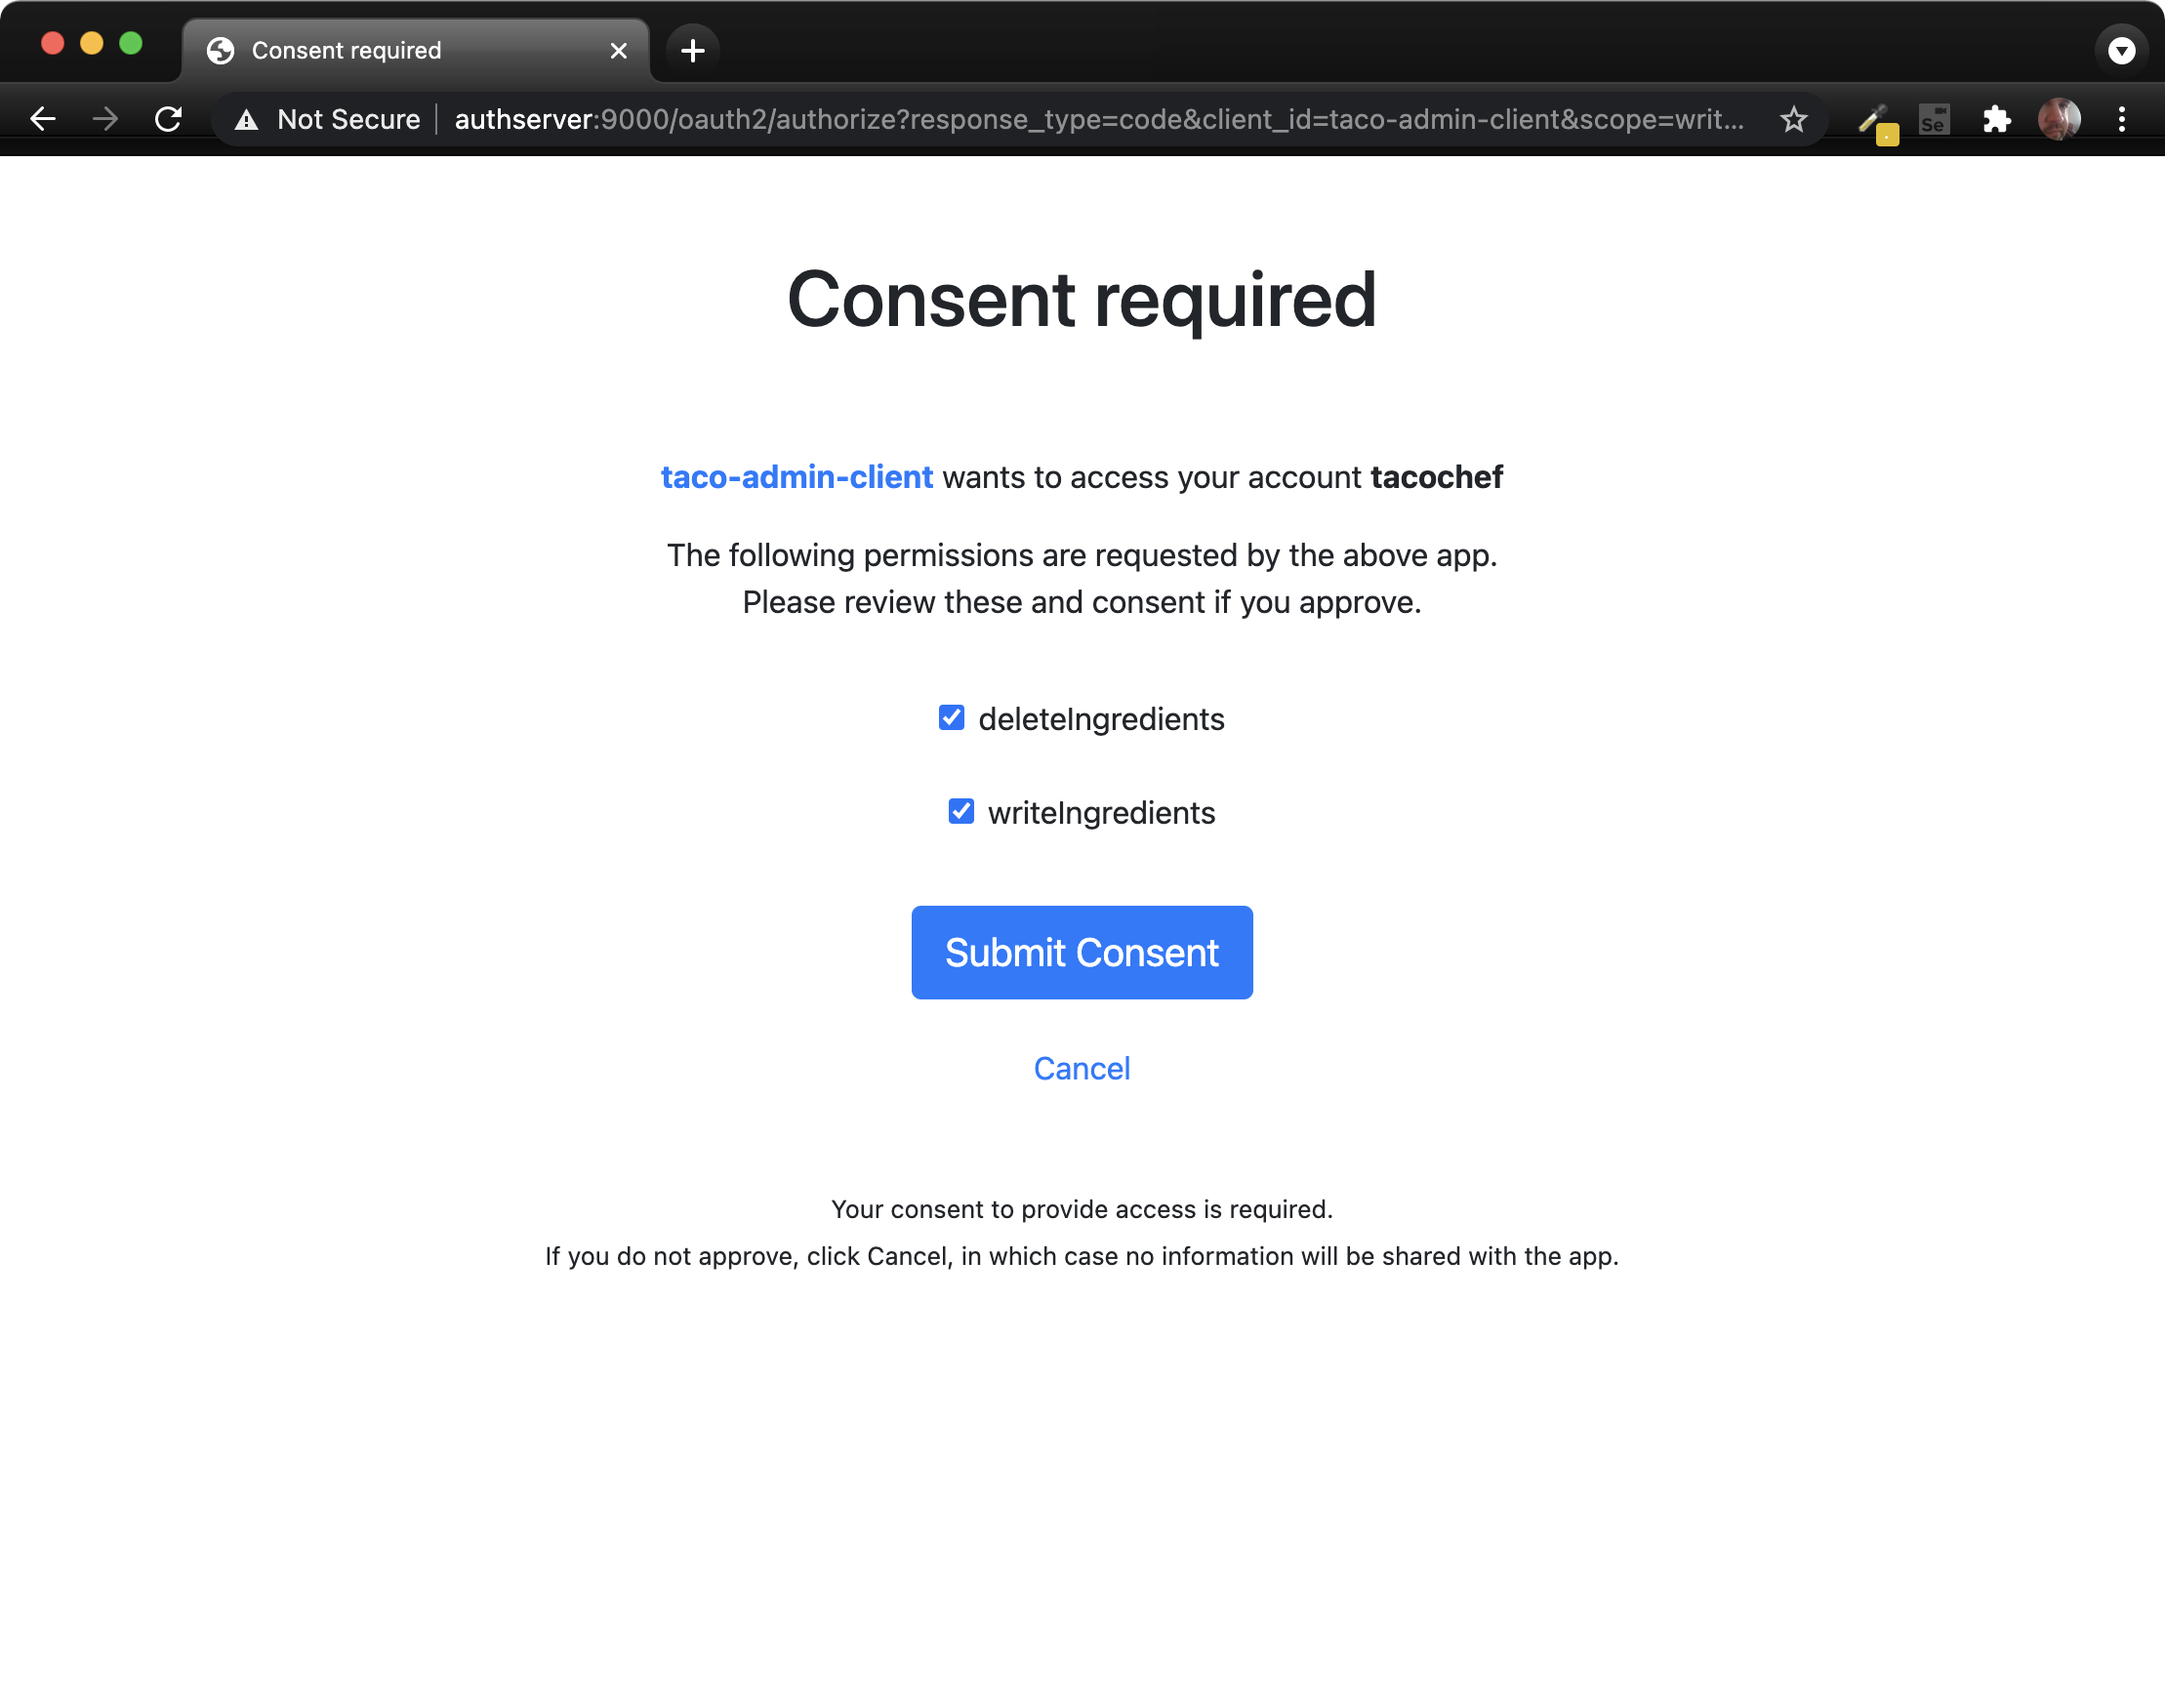 Consent required
Not Secure authserver:9000/oauth2/authorize?response_type=code&client_id=taco-admin-client&scope=writ...
Se
Consent required
taco-admin-client wants to access your account tacochef
The following permissions are requested by the above app.
Please review these and consent if you approve.
deleteIngredients
writeIngredients
Submit Consent
Cancel
Your consent to provide access is required.
If you do not approve, click Cancel, in which case no information will be shared with the app.